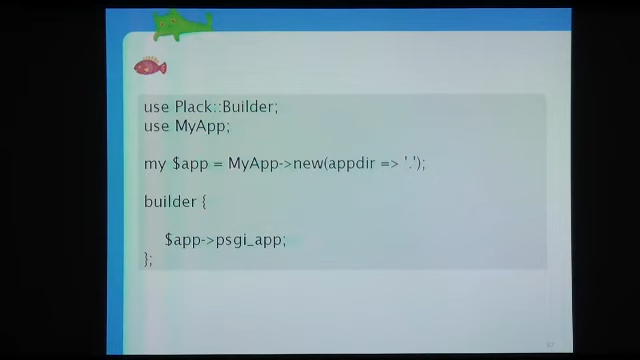 use Plack::Builder;
use MyApp;
my $app = MyApp->new(appdir => '.');
builder {
$app->psgi_app;
};